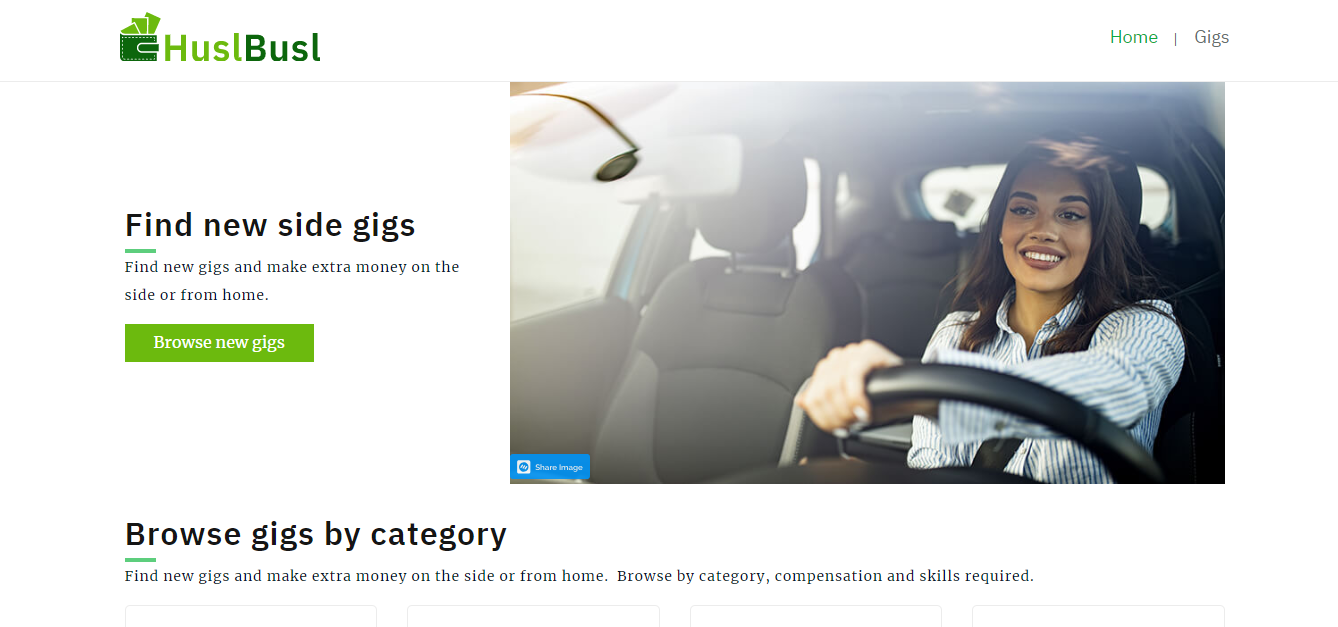 HuslBusl
Home | Gigs
Find new side gigs
Find new gigs and make extra money on the
side or from home.
Browse new gigs
Share Image
Browse gigs by category
Find new gigs and make extra money on the side or from home. Browse by category, compensation and skills required.